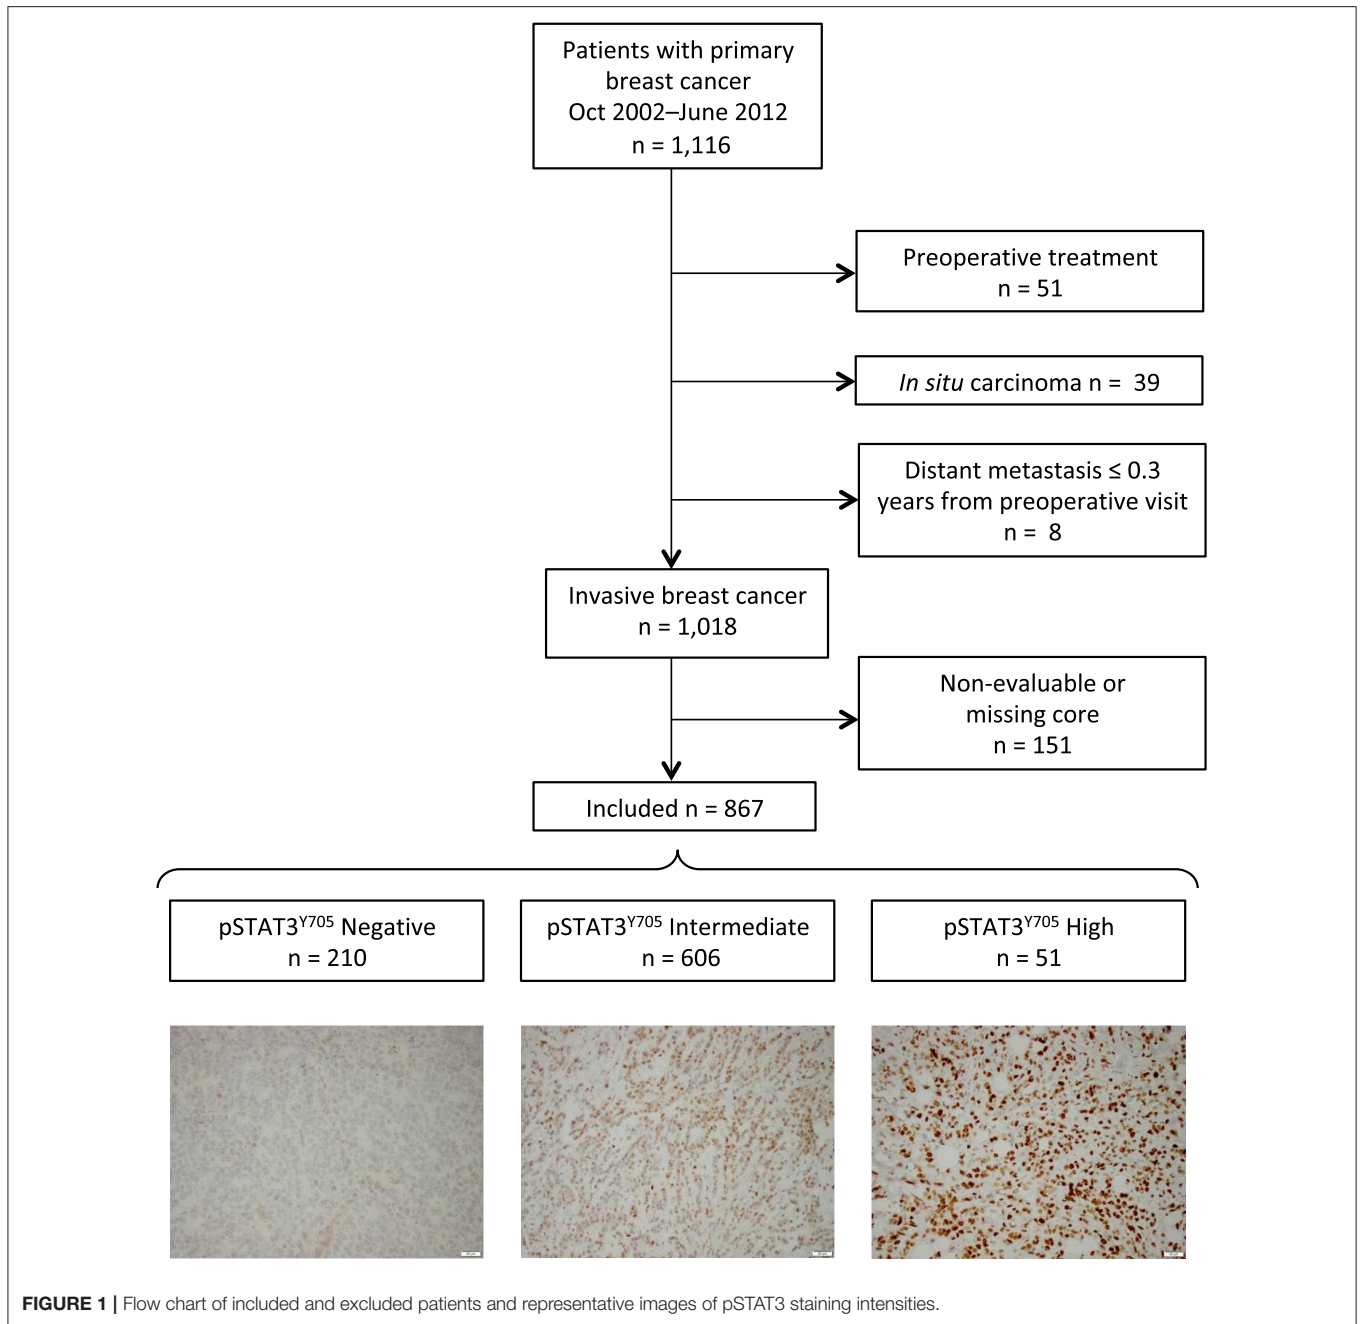 Patients with primary
breast cancer
Oct 2002–June 2012
n = 1,116
Preoperative treatment
n = 51
In situ carcinoma n = 39
Distant metastasis ≤ 0.3
years from preoperative visit
n = 8
Invasive breast cancer
n = 1,018
Non-evaluable or
missing core
n = 151
Included n = 867
pSTAT3Y705 Negative
n = 210
pSTAT3Y705 Intermediate
n = 606
pSTAT3Y705 High
n = 51
FIGURE 1 | Flow chart of included and excluded patients and representative images of pSTAT3 staining intensities.